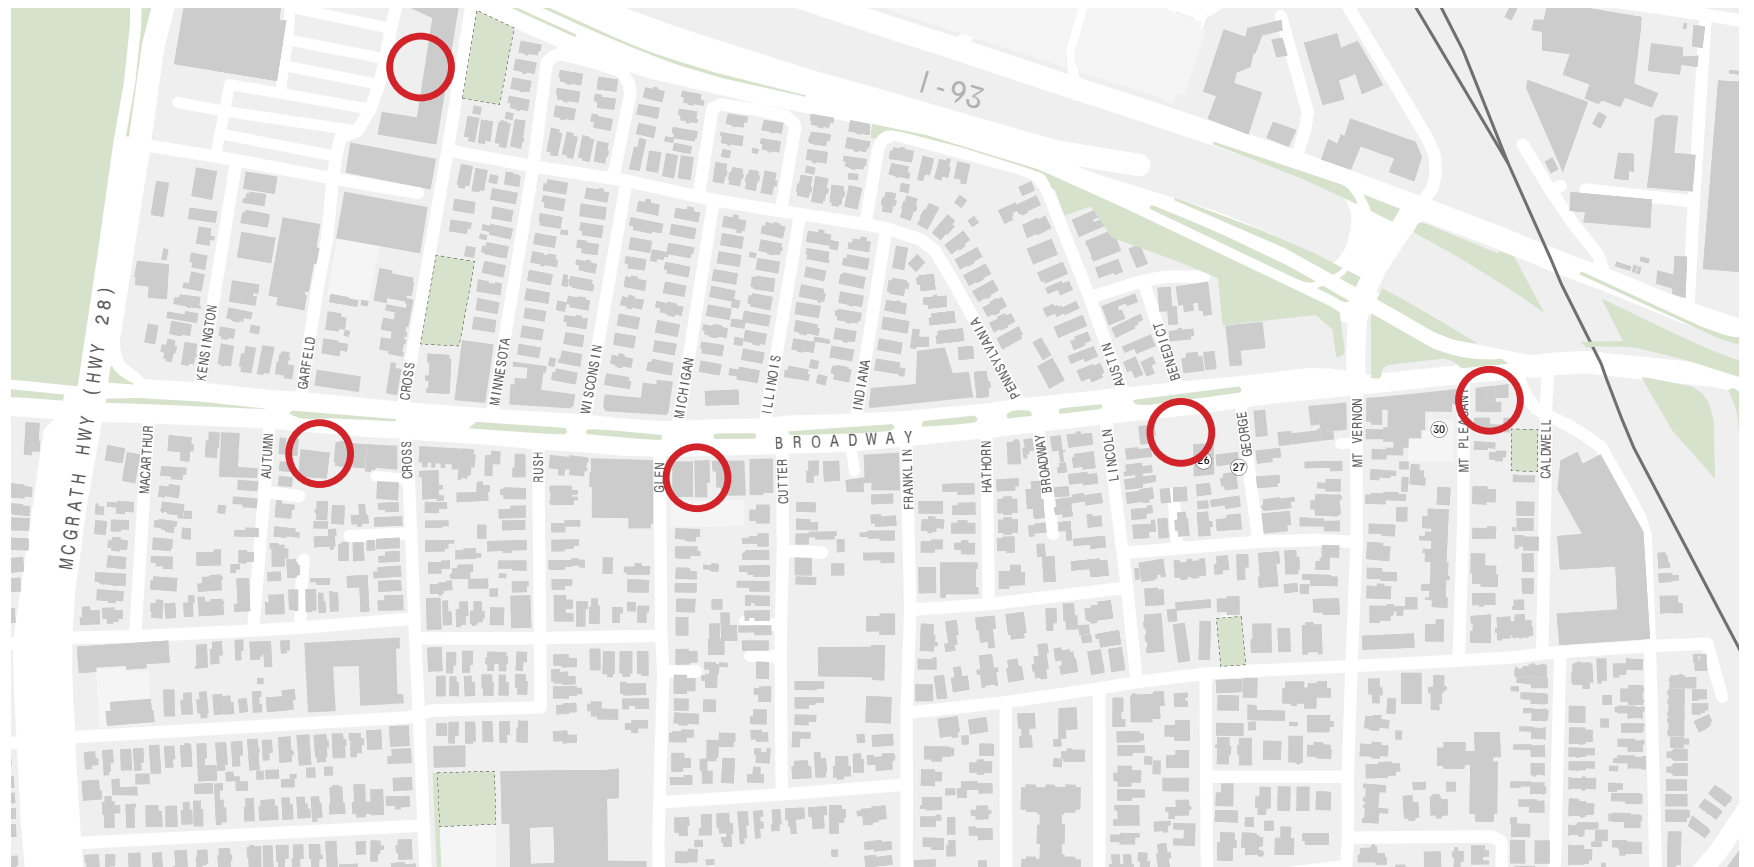 I-93
MCGRATH HWY (HWY 28)
KENSINGTON
GARFELD
CROSS
MINNESOTA
WISCONSIN
MICHIGAN
ILLINOIS
INDIANA
PENNSYLVANIA
AUSTIN
BENEDICT
BROADWAY
MACARTHUR
AUTUMN
CROSS
RUSH
GLEN
CUTTER
FRANKLIN
HATHORN
BROADWAY
LINCOLN
26
27
GEORGE
MT VERNON
30
MT PLEASANT
CALDWELL